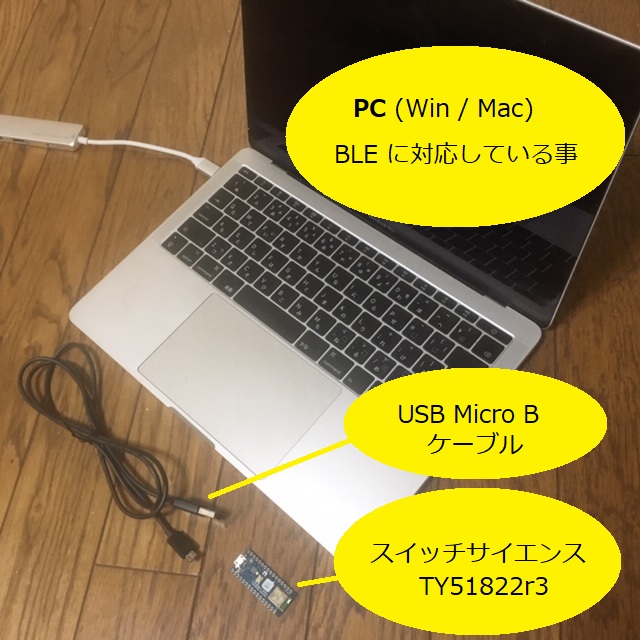 PC (Win / Mac)
BLE に対応している事
USB Micro B
ケーブル
スイッチサイエンス
TY51822r3